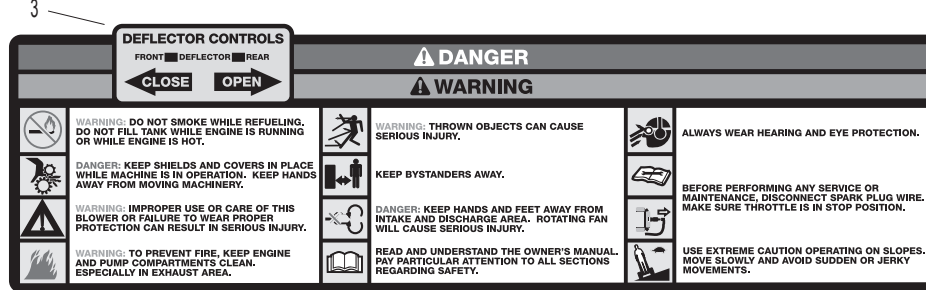 3
DEFLECTOR CONTROLS
FRONT DEFLECTOR REAR
CLOSE OPEN
DANGER
WARNING
WARNING: DO NOT SMOKE WHILE REFUELING.
DO NOT FILL TANK WHILE ENGINE IS RUNNING
OR WHILE ENGINE IS HOT.
DANGER: KEEP SHIELDS AND COVERS IN PLACE
WHILE MACHINE IS IN OPERATION. KEEP HANDS
AWAY FROM MOVING MACHINERY.
WARNING: IMPROPER USE OR CARE OF THIS
BLOWER OR FAILURE TO WEAR PROPER
PROTECTION CAN RESULT IN SERIOUS INJURY.
WARNING: TO PREVENT FIRE, KEEP ENGINE
AND PUMP COMPARTMENTS CLEAN.
ESPECIALLY IN EXHAUST AREA.
WARNING: THROWN OBJECTS CAN CAUSE
SERIOUS INJURY.
KEEP BYSTANDERS AWAY.
DANGER: KEEP HANDS AND FEET AWAY FROM
INTAKE AND DISCHARGE AREA. ROTATING FAN
WILL CAUSE SERIOUS INJURY.
READ AND UNDERSTAND THE OWNER'S MANUAL.
PAY PARTICULAR ATTENTION TO ALL SECTIONS
REGARDING SAFETY.
ALWAYS WEAR HEARING AND EYE PROTECTION.
BEFORE PERFORMING ANY SERVICE OR
MAINTENANCE, DISCONNECT SPARK PLUG WIRE.
MAKE SURE THROTTLE IS IN STOP POSITION.
USE EXTREME CAUTION OPERATING ON SLOPES.
MOVE SLOWLY AND AVOID SUDDEN OR JERKY
MOVEMENTS.